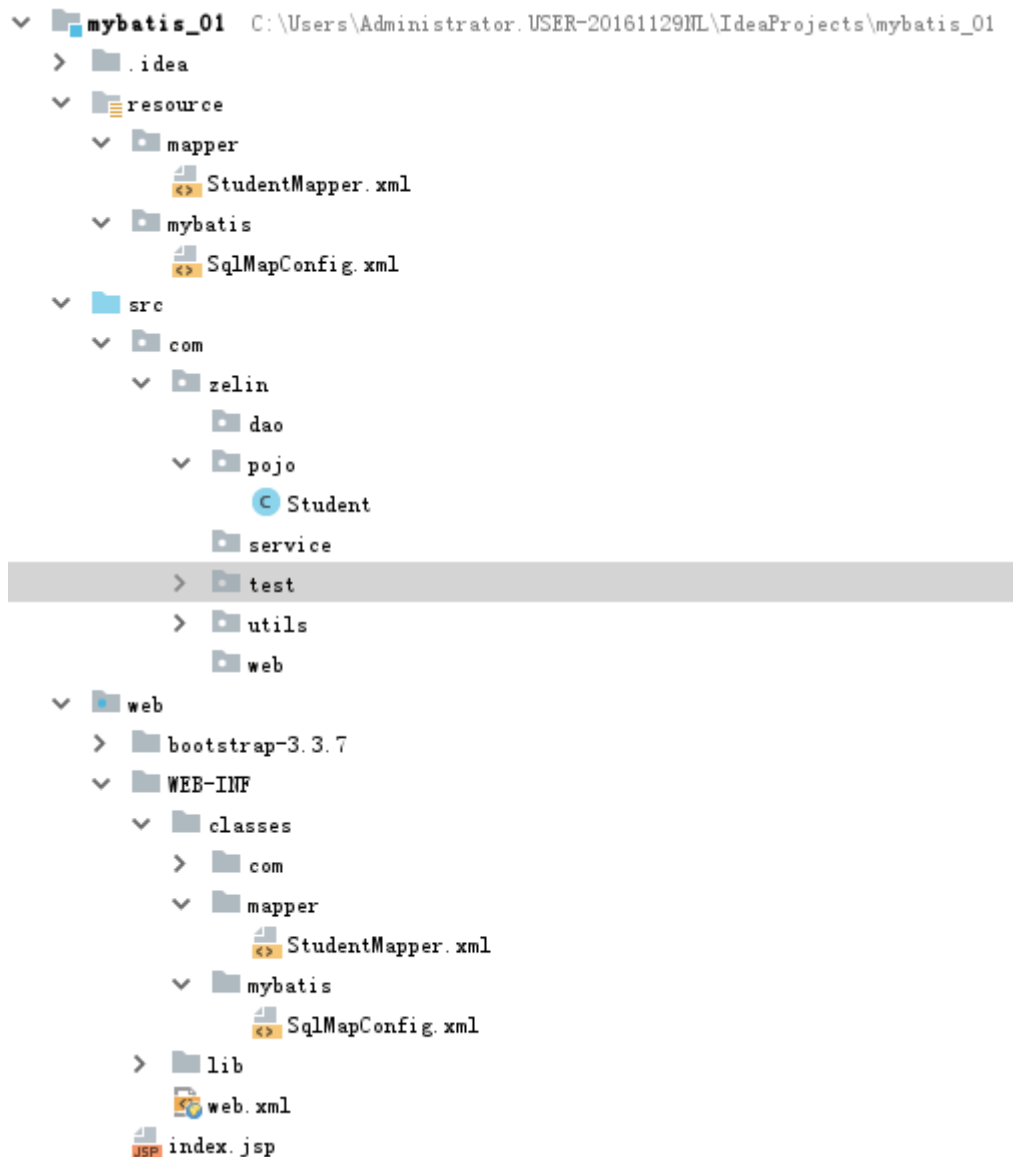 mybatis_01 C:\Users\Administrator.USER-20161129NL\IdeaProjects\mybatis_01
.idea
resource
mapper
StudentMapper.xml
mybatis
SqlMapConfig.xml
src
com
zelin
dao
pojo
C Student
service
test
utils
web
web
bootstrap-3.3.7
WEB-INF
classes
com
mapper
StudentMapper.xml
mybatis
SqlMapConfig.xml
lib
web.xml
JSP index.jsp